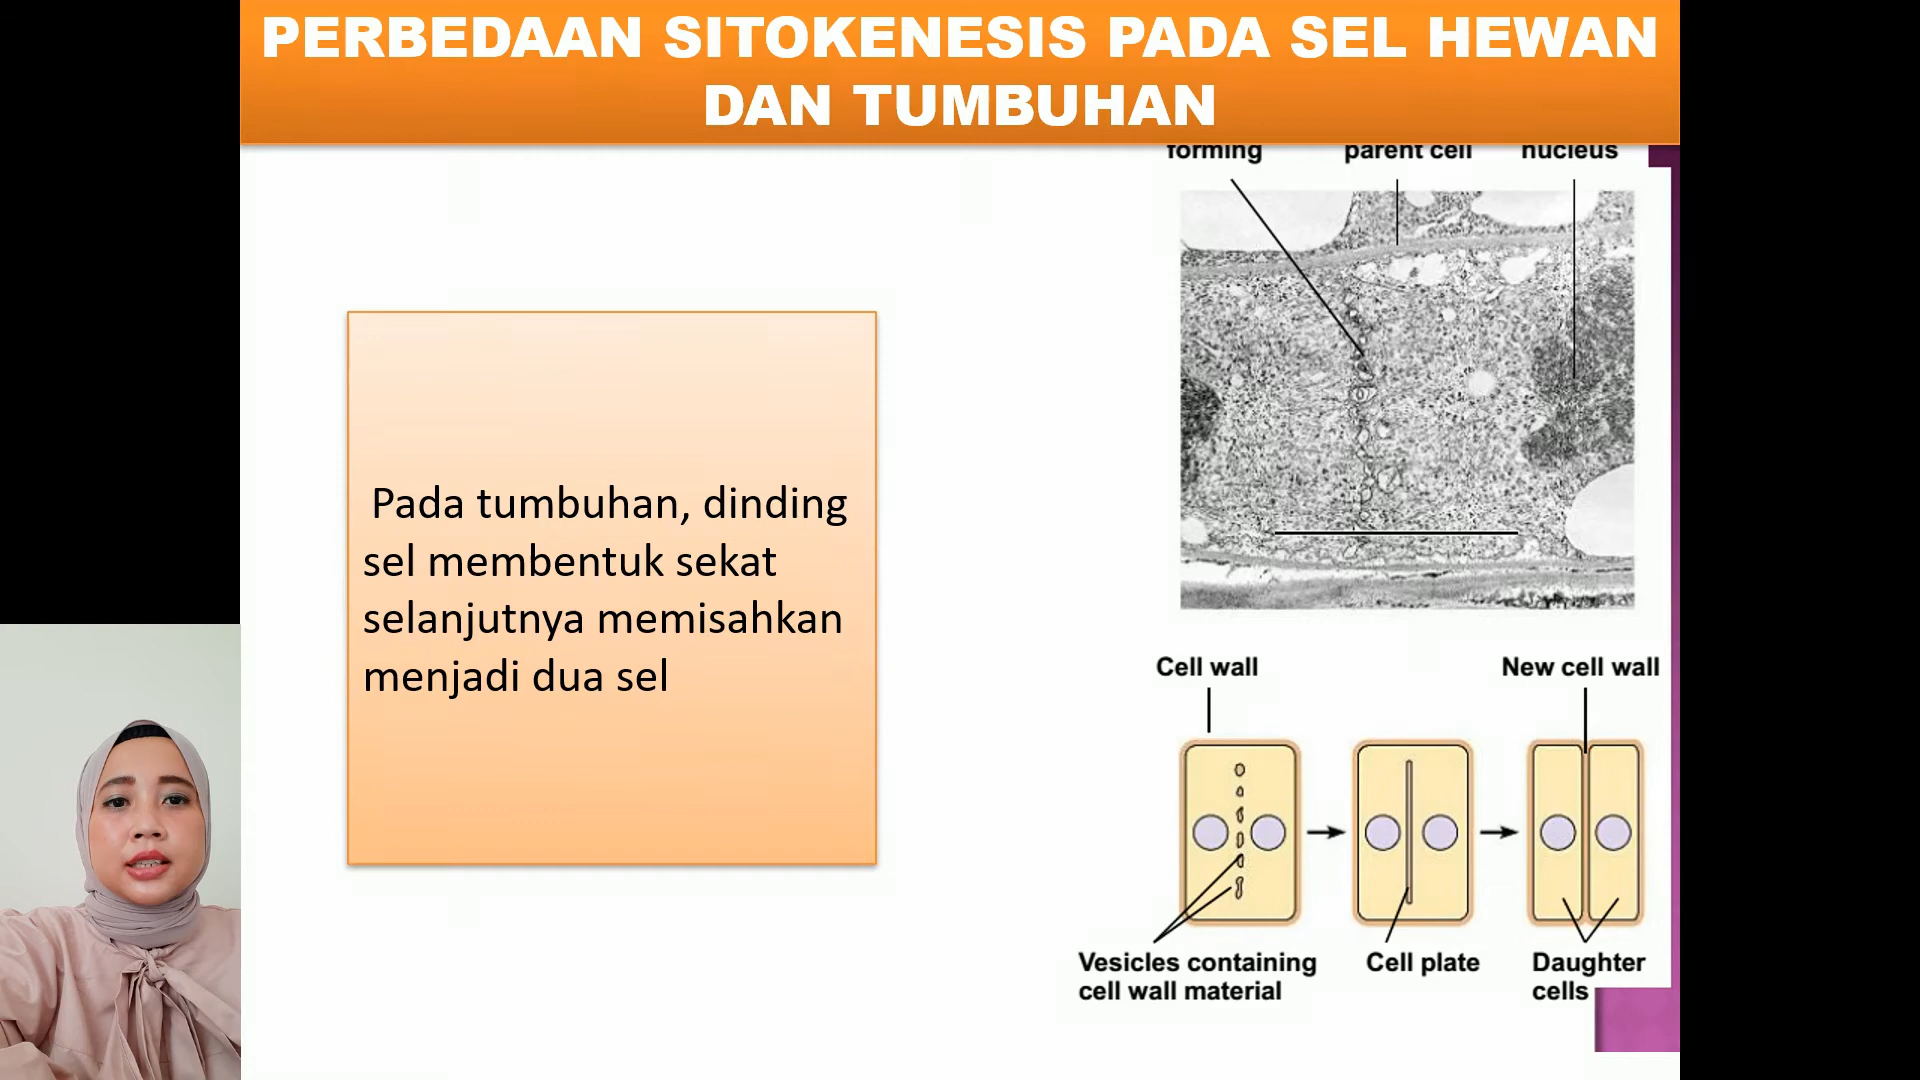 PERBEDAAN SITOKENESIS PADA SEL HEWAN
DAN TUMBUHAN
forming parent cell nucleus
Pada tumbuhan, dinding
sel membentuk sekat
selanjutnya memisahkan
menjadi dua sel
Cell wall New cell wall
Vesicles containing
cell wall material
Cell plate
Daughter
cells